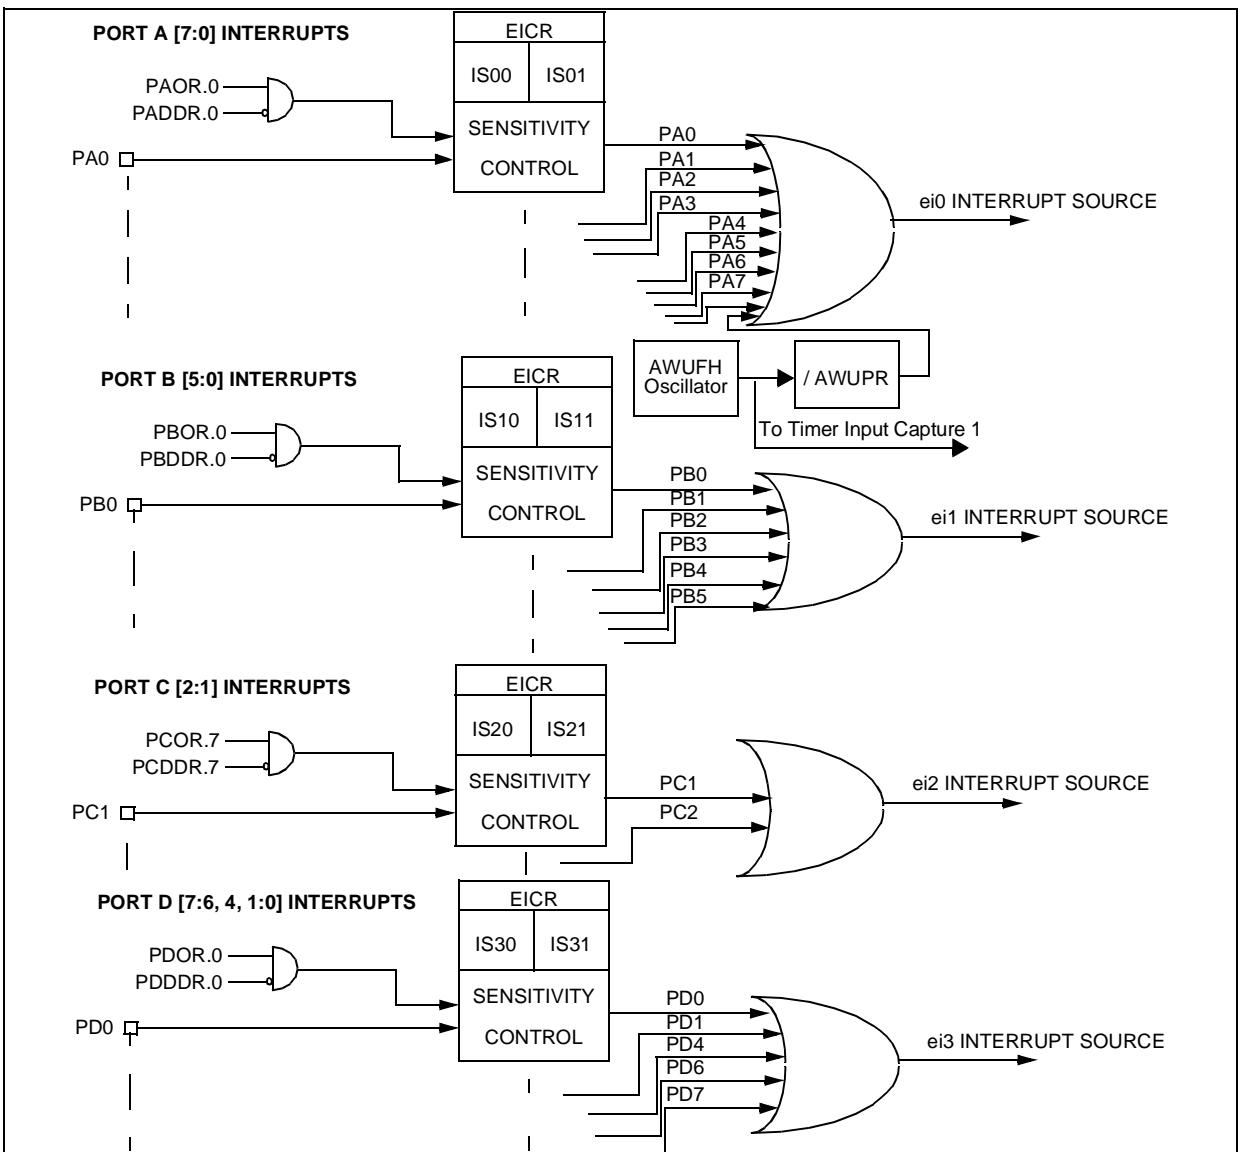 PORT A [7:0] INTERRUPTS
EICR
IS00 IS01
PAOR.0
PADDR.0
SENSITIVITY
CONTROL
PA0
PA0
PA1
PA2
PA3
PA4
PA5
PA6
PA7
ei0 INTERRUPT SOURCE
AWUFH
Oscillator
/ AWUPR
To Timer Input Capture 1
PORT B [5:0] INTERRUPTS
EICR
IS10 IS11
PBOR.0
PBDDR.0
SENSITIVITY
CONTROL
PB0
PB0
PB1
PB2
PB3
PB4
PB5
ei1 INTERRUPT SOURCE
PORT C [2:1] INTERRUPTS
EICR
IS20 IS21
PCOR.7
PCDDR.7
SENSITIVITY
CONTROL
PC1
PC1
PC2
ei2 INTERRUPT SOURCE
PORT D [7:6, 4, 1:0] INTERRUPTS
EICR
IS30 IS31
PDOR.0
PDDDR.0
SENSITIVITY
CONTROL
PD0
PD0
PD1
PD4
PD6
PD7
ei3 INTERRUPT SOURCE